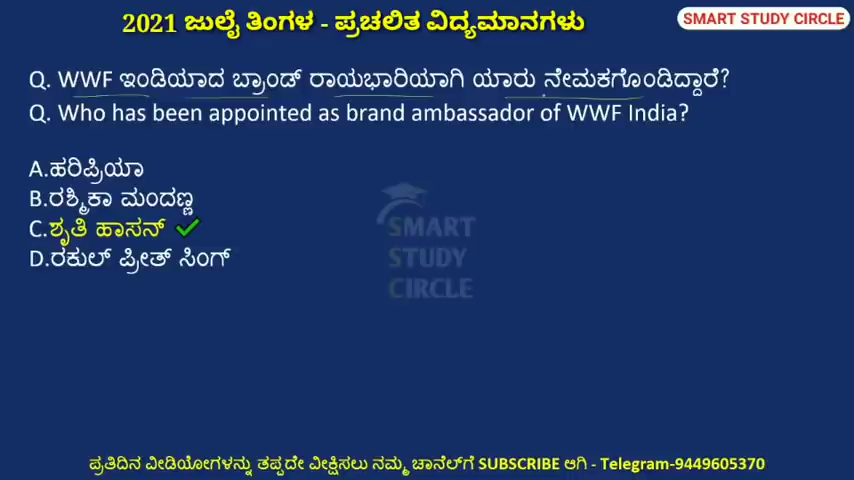 2021 ಜುಲೈ ತಿಂಗಳ - ಪ್ರಚಲಿತ ವಿದ್ಯಮಾನಗಳು
SMART STUDY CIRCLE
Q. WWF ಇಂಡಿಯಾದ ಬ್ರಾಂಡ್ ರಾಯಭಾರಿಯಾಗಿ ಯಾರು ನೇಮಕಗೊಂಡಿದ್ದಾರೆ?
Q. Who has been appointed as brand ambassador of WWF India?
A.ಹರಿಪ್ರಿಯಾ
B.ರಶ್ಮಿಕಾ ಮಂದಣ್ಣ
C.ಶೃತಿ ಹಾಸನ್
D.ರಕುಲ್ ಪ್ರೀತ್ ಸಿಂಗ್
SMART
STUDY
CIRCLE
ಪ್ರತಿದಿನ ವೀಡಿಯೋಗಳನ್ನು ತಪ್ಪದೇ ವೀಕ್ಷಿಸಲು ನಮ್ಮ ಚಾನೆಲ್‌ಗೆ SUBSCRIBE ಆಗಿ - Telegram-9449605370